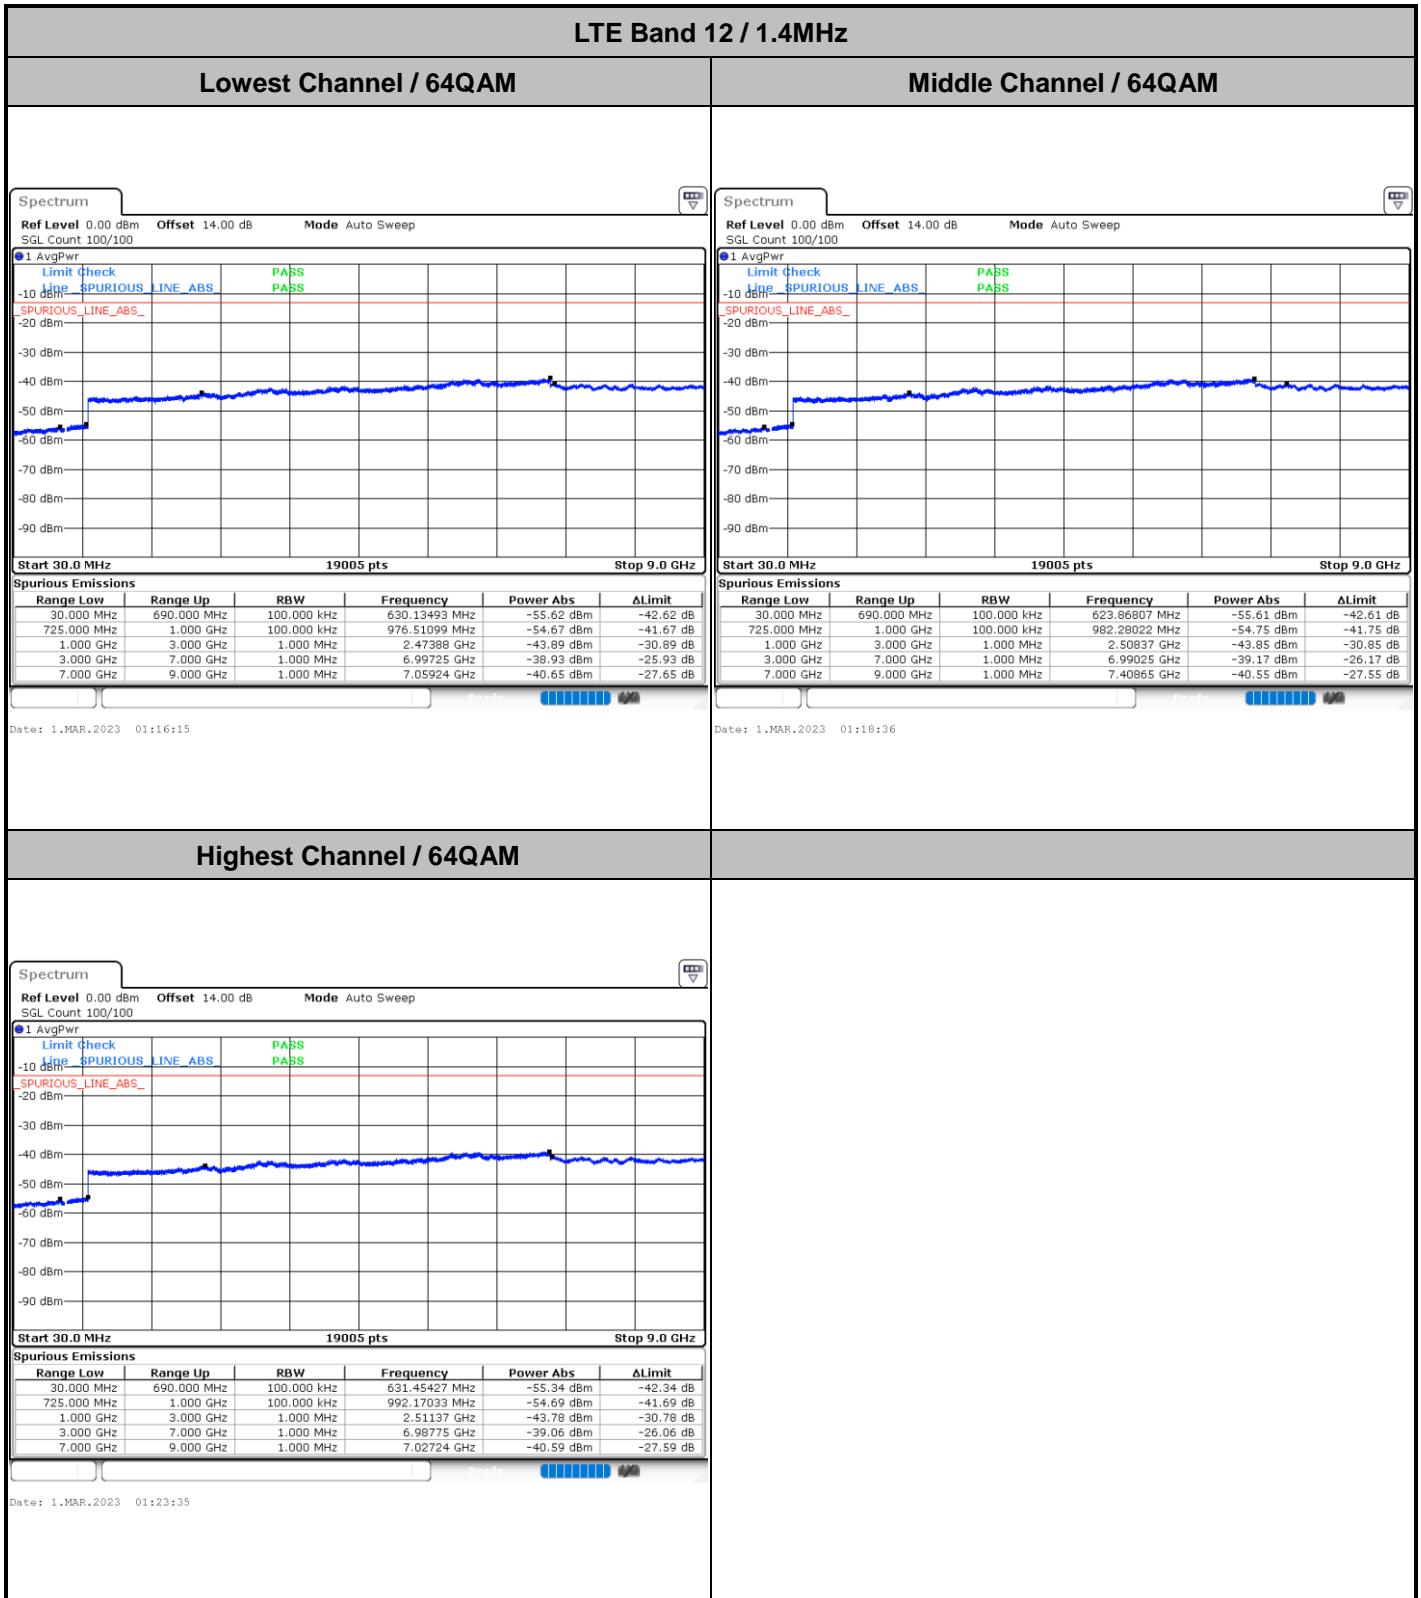 LTE Band 12 / 1.4MHz
Lowest Channel / 64QAM
Middle Channel / 64QAM
Spectrum
Ref Level 0.00 dBm Offset 14.00 dB Mode Auto Sweep
SGL Count 100/100
1 AvgPwr
Limit Check PASS
Line _SPURIOUS_LINE_ABS_ PASS
-10 dBm
_SPURIOUS_LINE_ABS_
-20 dBm
-30 dBm
-40 dBm
-50 dBm
-60 dBm
-70 dBm
-80 dBm
-90 dBm
Start 30.0 MHz 19005 pts Stop 9.0 GHz
Spurious Emissions
Range Low Range Up RBW Frequency Power Abs ΔLimit
30.000 MHz 690.000 MHz 100.000 kHz 630.13493 MHz -55.62 dBm -42.62 dB
725.000 MHz 1.000 GHz 100.000 kHz 976.51099 MHz -54.67 dBm -41.67 dB
1.000 GHz 3.000 GHz 1.000 MHz 2.47388 GHz -43.89 dBm -30.89 dB
3.000 GHz 7.000 GHz 1.000 MHz 6.99725 GHz -38.93 dBm -25.93 dB
7.000 GHz 9.000 GHz 1.000 MHz 7.05924 GHz -40.65 dBm -27.65 dB
Date: 1.MAR.2023 01:16:15
Spectrum
Ref Level 0.00 dBm Offset 14.00 dB Mode Auto Sweep
SGL Count 100/100
1 AvgPwr
Limit Check PASS
Line _SPURIOUS_LINE_ABS_ PASS
-10 dBm
_SPURIOUS_LINE_ABS_
-20 dBm
-30 dBm
-40 dBm
-50 dBm
-60 dBm
-70 dBm
-80 dBm
-90 dBm
Start 30.0 MHz 19005 pts Stop 9.0 GHz
Spurious Emissions
Range Low Range Up RBW Frequency Power Abs ΔLimit
30.000 MHz 690.000 MHz 100.000 kHz 623.86807 MHz -55.61 dBm -42.61 dB
725.000 MHz 1.000 GHz 100.000 kHz 982.28022 MHz -54.75 dBm -41.75 dB
1.000 GHz 3.000 GHz 1.000 MHz 2.50837 GHz -43.85 dBm -30.85 dB
3.000 GHz 7.000 GHz 1.000 MHz 6.99025 GHz -39.17 dBm -26.17 dB
7.000 GHz 9.000 GHz 1.000 MHz 7.40865 GHz -40.55 dBm -27.55 dB
Date: 1.MAR.2023 01:18:36
Highest Channel / 64QAM
Spectrum
Ref Level 0.00 dBm Offset 14.00 dB Mode Auto Sweep
SGL Count 100/100
1 AvgPwr
Limit Check PASS
Line _SPURIOUS_LINE_ABS_ PASS
-10 dBm
_SPURIOUS_LINE_ABS_
-20 dBm
-30 dBm
-40 dBm
-50 dBm
-60 dBm
-70 dBm
-80 dBm
-90 dBm
Start 30.0 MHz 19005 pts Stop 9.0 GHz
Spurious Emissions
Range Low Range Up RBW Frequency Power Abs ΔLimit
30.000 MHz 690.000 MHz 100.000 kHz 631.45427 MHz -55.34 dBm -42.34 dB
725.000 MHz 1.000 GHz 100.000 kHz 992.17033 MHz -54.69 dBm -41.69 dB
1.000 GHz 3.000 GHz 1.000 MHz 2.51137 GHz -43.78 dBm -30.78 dB
3.000 GHz 7.000 GHz 1.000 MHz 6.98775 GHz -39.06 dBm -26.06 dB
7.000 GHz 9.000 GHz 1.000 MHz 7.02724 GHz -40.59 dBm -27.59 dB
Date: 1.MAR.2023 01:23:35